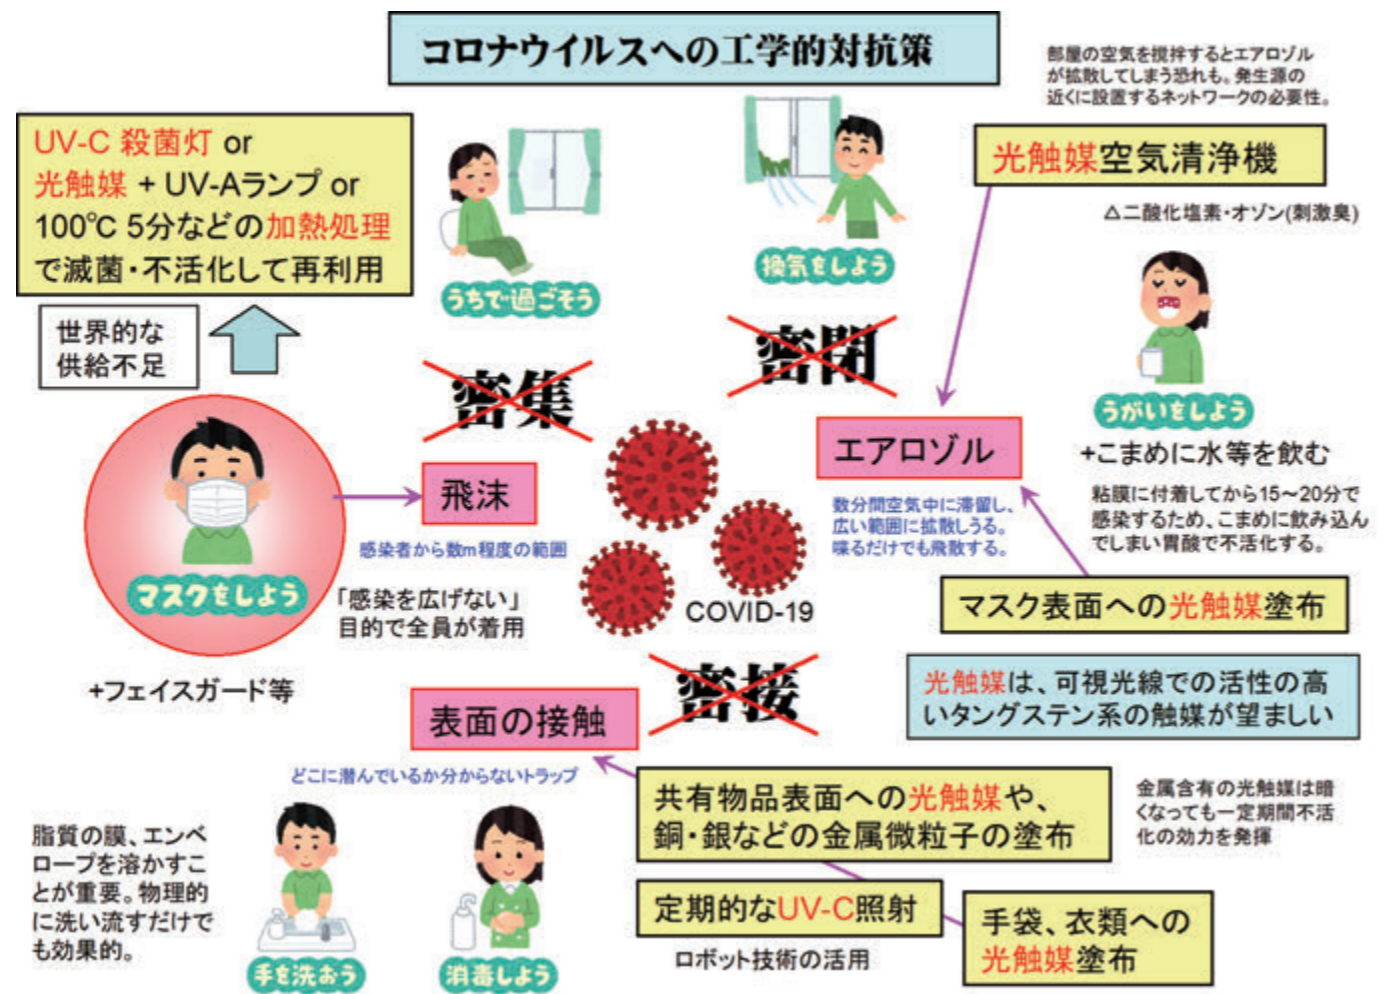 コロナウイルスへの工学的対抗策
部屋の空気を撹拌するとエアロゾル
が拡散してしまう恐れも。発生源の
近くに設置するネットワークの必要性。
UV-C 殺菌灯 or
光触媒 + UV-Aランプ or
100℃ 5分などの加熱処理
で滅菌・不活化して再利用
光触媒空気清浄機
△二酸化塩素・オゾン(刺激臭)
うちで過ごそう
換気をしよう
世界的な
供給不足
密集
密閉
うがいをしよう
+こまめに水等を飲む
粘膜に付着してから15～20分で
感染するため、こまめに飲み込ん
でしまい胃酸で不活化する。
エアロゾル
数分間空気中に滞留し、
広い範囲に拡散しうる。
喋るだけでも飛散する。
飛沫
感染者から数m程度の範囲
マスクをしよう
「感染を広げない」
目的で全員が着用
COVID-19
マスク表面への光触媒塗布
+フェイスガード等
密接
光触媒は、可視光線での活性の高
いタングステン系の触媒が望ましい
表面の接触
どこに潜んでいるか分からないトラップ
共有物品表面への光触媒や、
銅・銀などの金属微粒子の塗布
金属含有の光触媒は暗
くなっても一定期間不活
化の効力を発揮
脂質の膜、エンベ
ロープを溶かすこ
とが重要。物理的
に洗い流すだけで
も効果的。
手を洗おう
消毒しよう
定期的なUV-C照射
ロボット技術の活用
手袋、衣類への
光触媒塗布